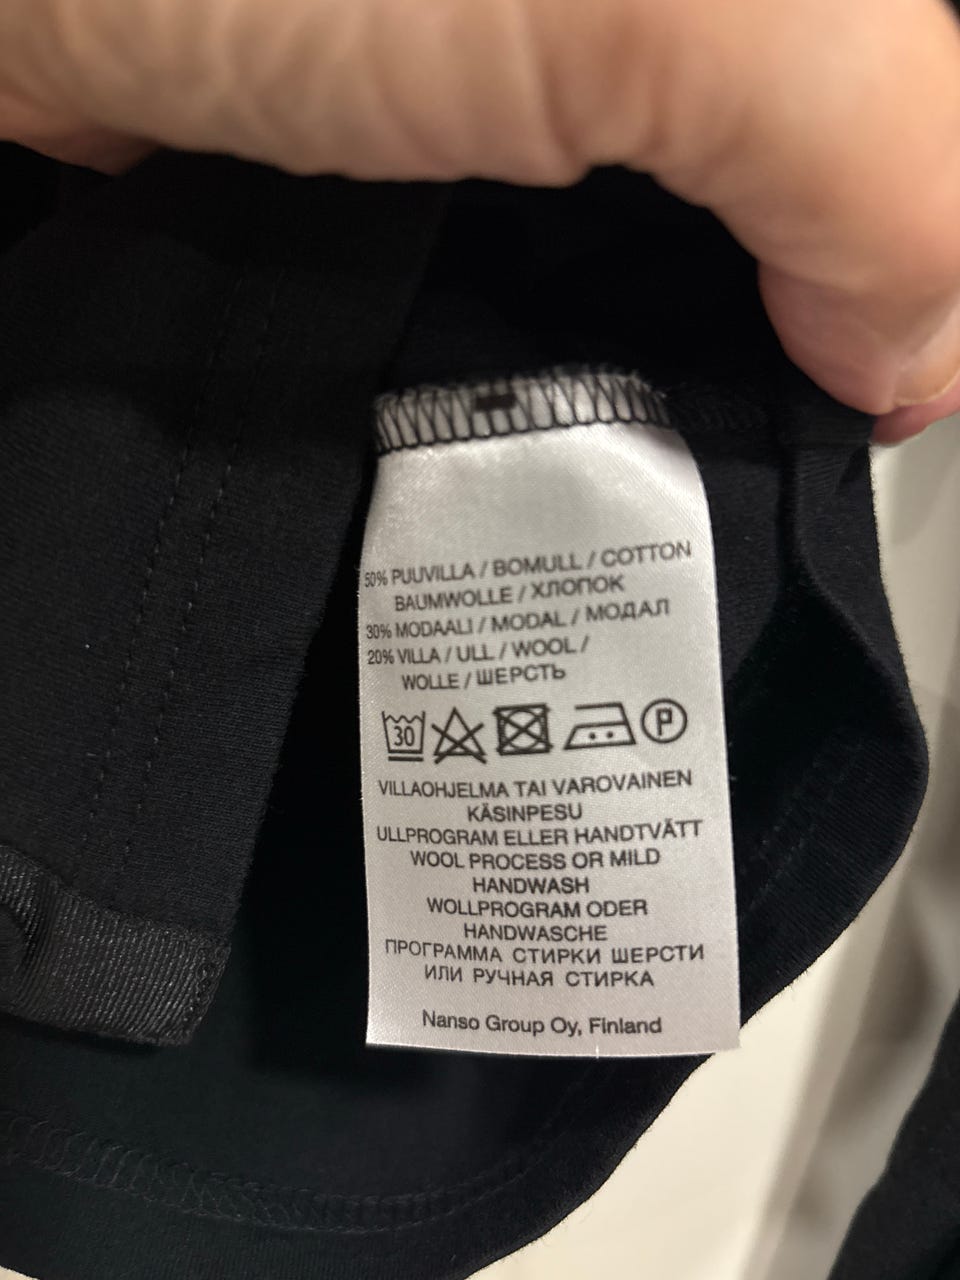 50% PUUVILLA / BOMULL / COTTON
BAUMWOLLE / ХЛОПОК
30% MODAALI / MODAL / МОДАЛ
20% VILLA / ULL / WOOL /
WOLLE / ШЕРСТЬ
30 P
VILLAOHJELMA TAI VAROVAINEN
KÄSINPESU
ULLPROGRAM ELLER HANDTVÄTT
WOOL PROCESS OR MILD
HANDWASH
WOLLPROGRAM ODER
HANDWASCHE
ПРОГРАММА СТИРКИ ШЕРСТИ
ИЛИ РУЧНАЯ СТИРКА
Nanso Group Oy, Finland